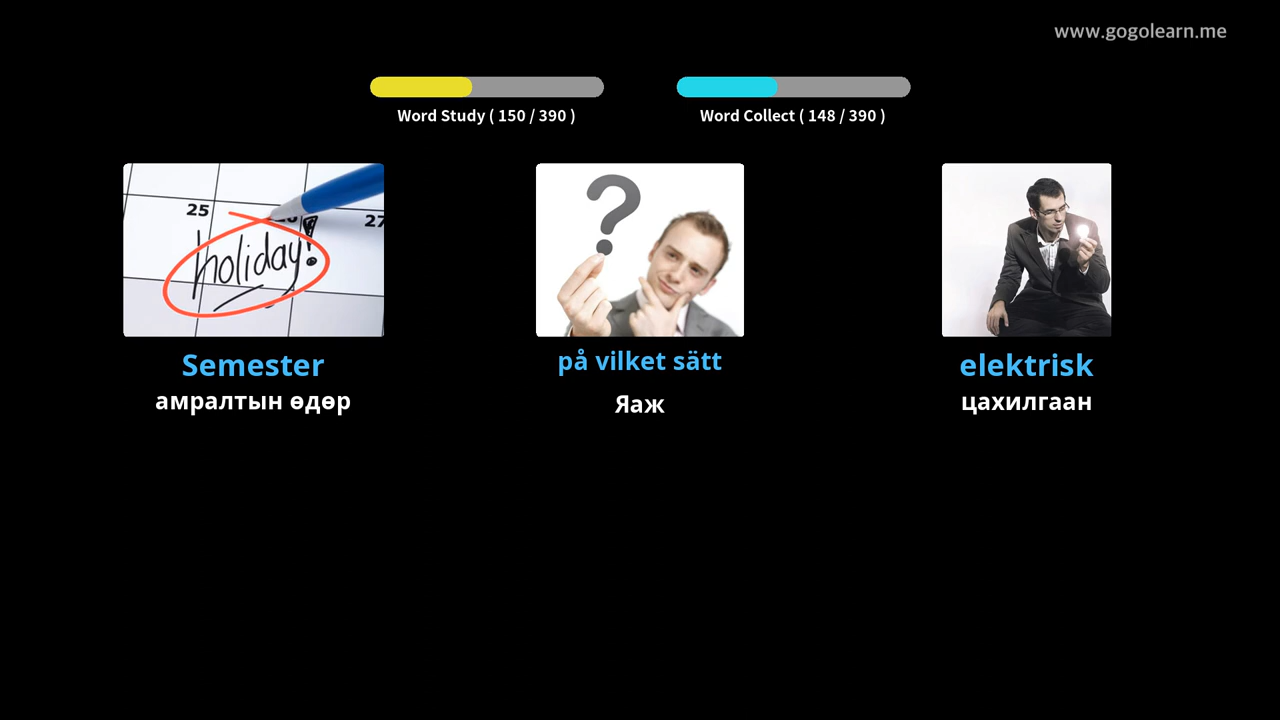 www.gogolearn.me
Word Study ( 150 / 390 )
Word Collect ( 148 / 390 )
25
27
holiday!
Semester
амралтын өдөр
på vilket sätt
Яаж
elektrisk
цахилгаан